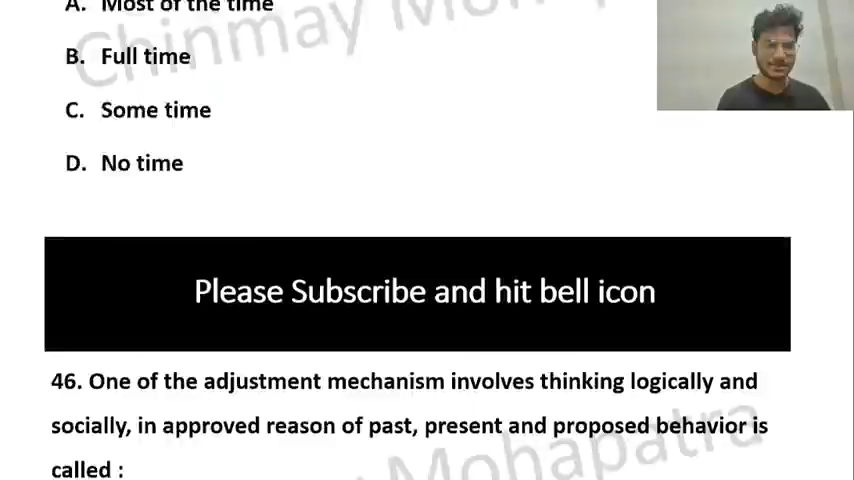 A. Most of the time
Chinmay
B. Full time
C. Some time
D. No time
Please Subscribe and hit bell icon
46. One of the adjustment mechanism involves thinking logically and
socially, in approved reason of past, present and proposed behavior is
called :
Mohapatra